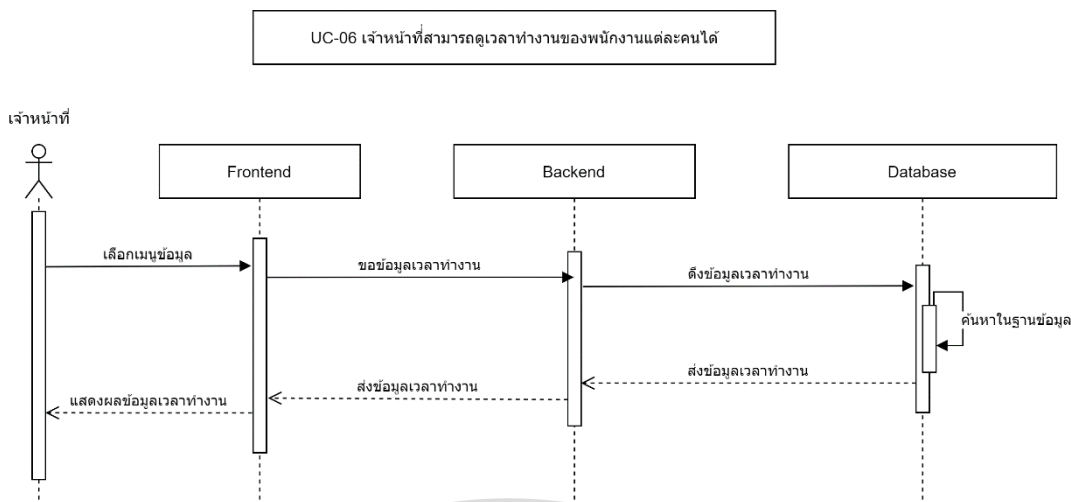 UC-06 เจ้าหน้าที่สามารถดูเวลาทำงานของพนักงานแต่ละคนได้
เจ้าหน้าที่
Frontend
Backend
Database
เลือกเมนูข้อมูล
ขอข้อมูลเวลาทำงาน
ดึงข้อมูลเวลาทำงาน
ค้นหาในฐานข้อมูล
ส่งข้อมูลเวลาทำงาน
ส่งข้อมูลเวลาทำงาน
แสดงผลข้อมูลเวลาทำงาน